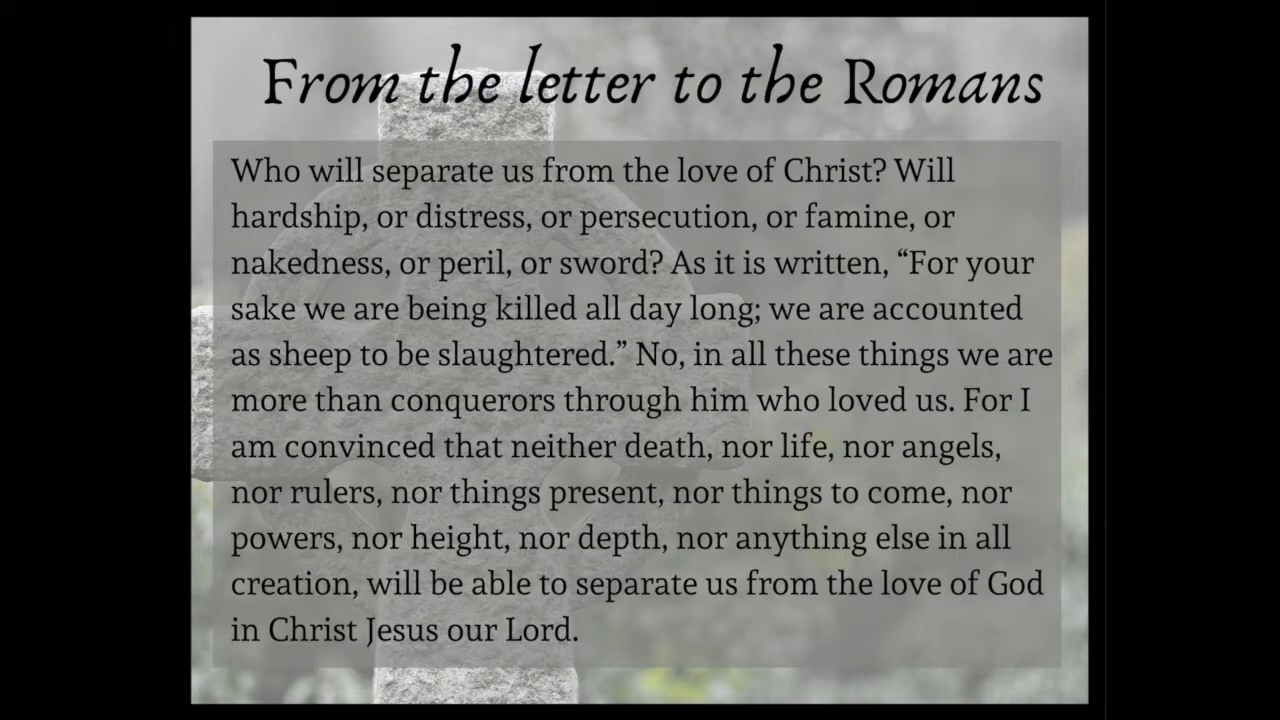 From the letter to the Romans
Who will separate us from the love of Christ? Will
hardship, or distress, or persecution, or famine, or
nakedness, or peril, or sword? As it is written, “For your
sake we are being killed all day long; we are accounted
as sheep to be slaughtered.” No, in all these things we are
more than conquerors through him who loved us. For I
am convinced that neither death, nor life, nor angels,
nor rulers, nor things present, nor things to come, nor
powers, nor height, nor depth, nor anything else in all
creation, will be able to separate us from the love of God
in Christ Jesus our Lord.